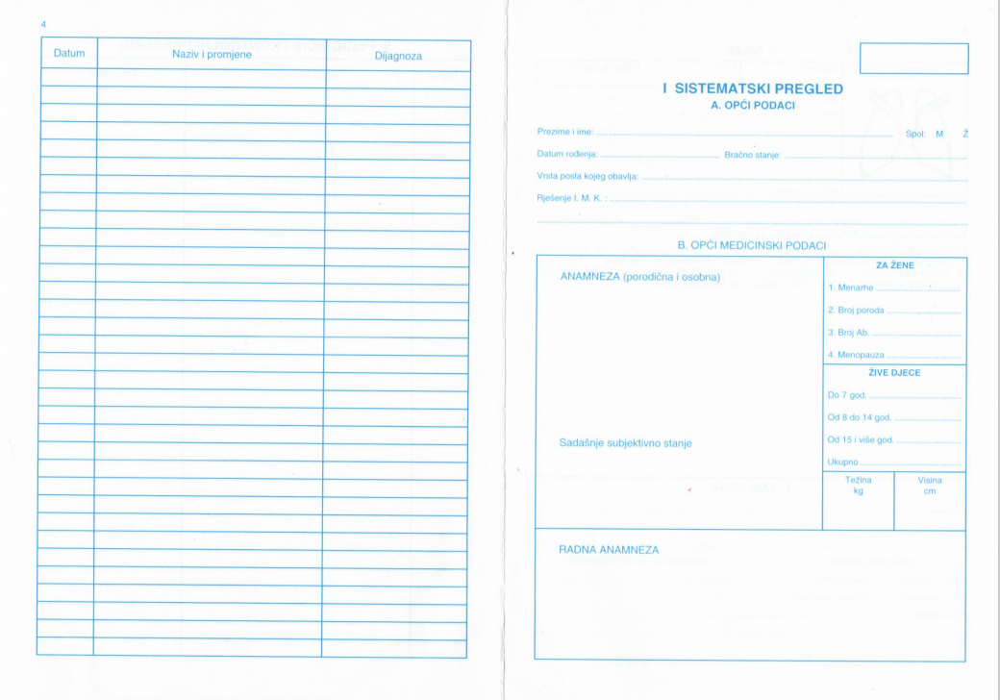 4
Datum Naziv i promjene Dijagnoza
I SISTEMATSKI PREGLED
A. OPĆI PODACI
Prezime i ime: Spol: M Ž
Datum rođenja: Bračno stanje:
Vrsta posla kojeg obavlja:
Rješenje I. M. K. :
B. OPĆI MEDICINSKI PODACI
ANAMNEZA (porodična i osobna)
Sadašnje subjektivno stanje
ZA ŽENE
1. Menarhe
2. Broj poroda
3. Broj Ab.
4. Menopauza
ŽIVE DJECE
Do 7 god.
Od 8 do 14 god.
Od 15 i više god.
Ukupno
Težina Visina
kg cm
RADNA ANAMNEZA